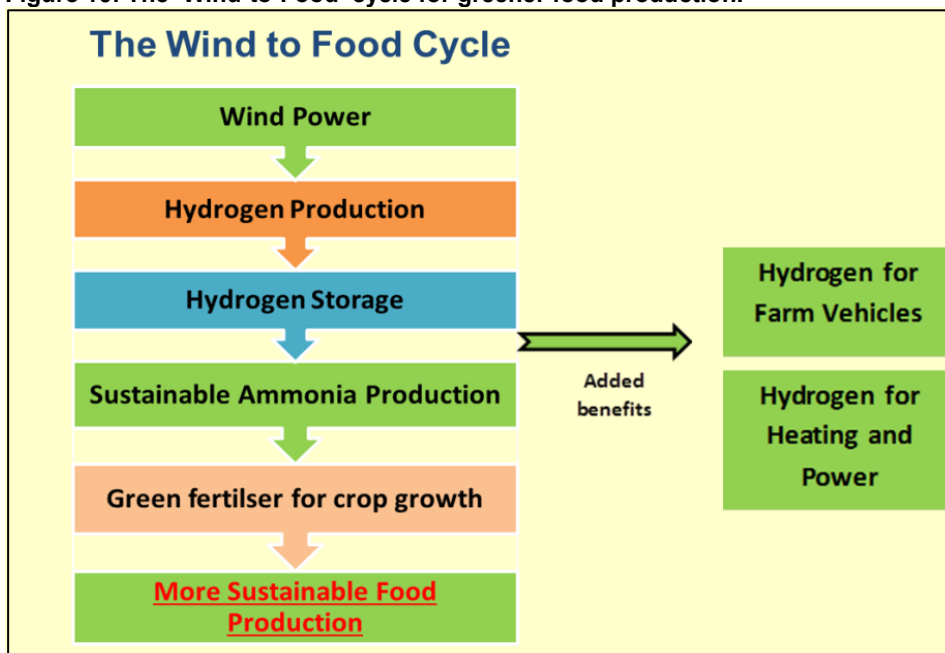 The Wind to Food Cycle
Wind Power
Hydrogen Production
Hydrogen Storage
Sustainable Ammonia Production
Green fertilser for crop growth
More Sustainable Food
Production
Added
benefits
Hydrogen for
Farm Vehicles
Hydrogen for
Heating and
Power